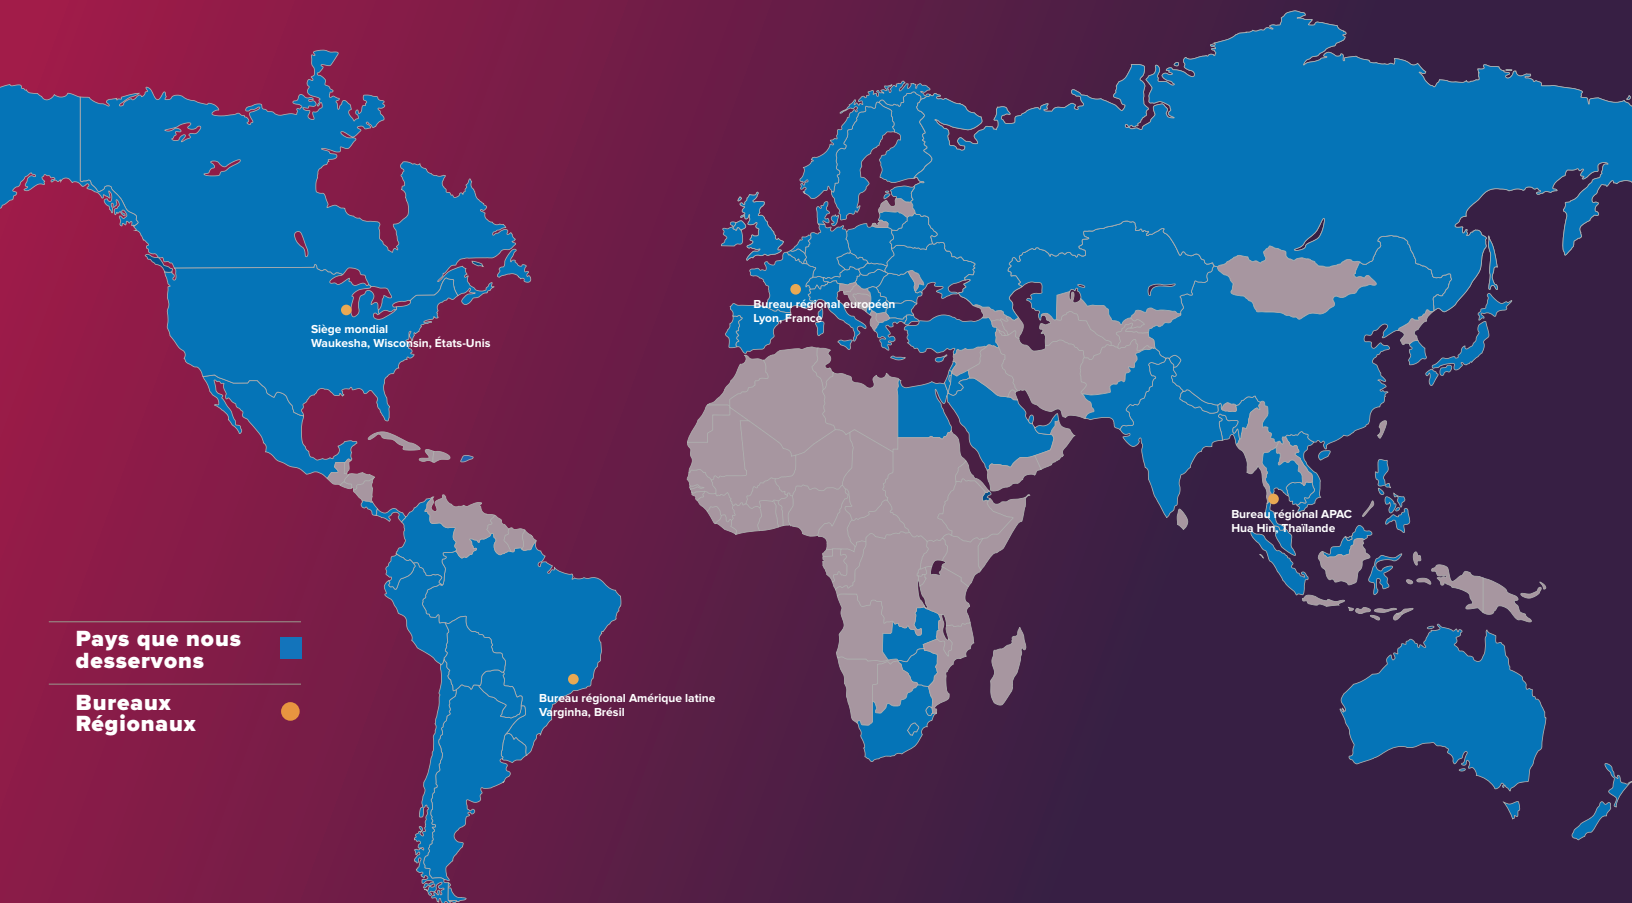 Siège mondial
Waukesha, Wisconsin, États-Unis
Bureau régional européen
Lyon, France
Bureau régional APAC
Hua Hin, Thaïlande
Pays que nous
desservons
Bureaux
Régionaux
Bureau régional Amérique latine
Varginha, Brésil